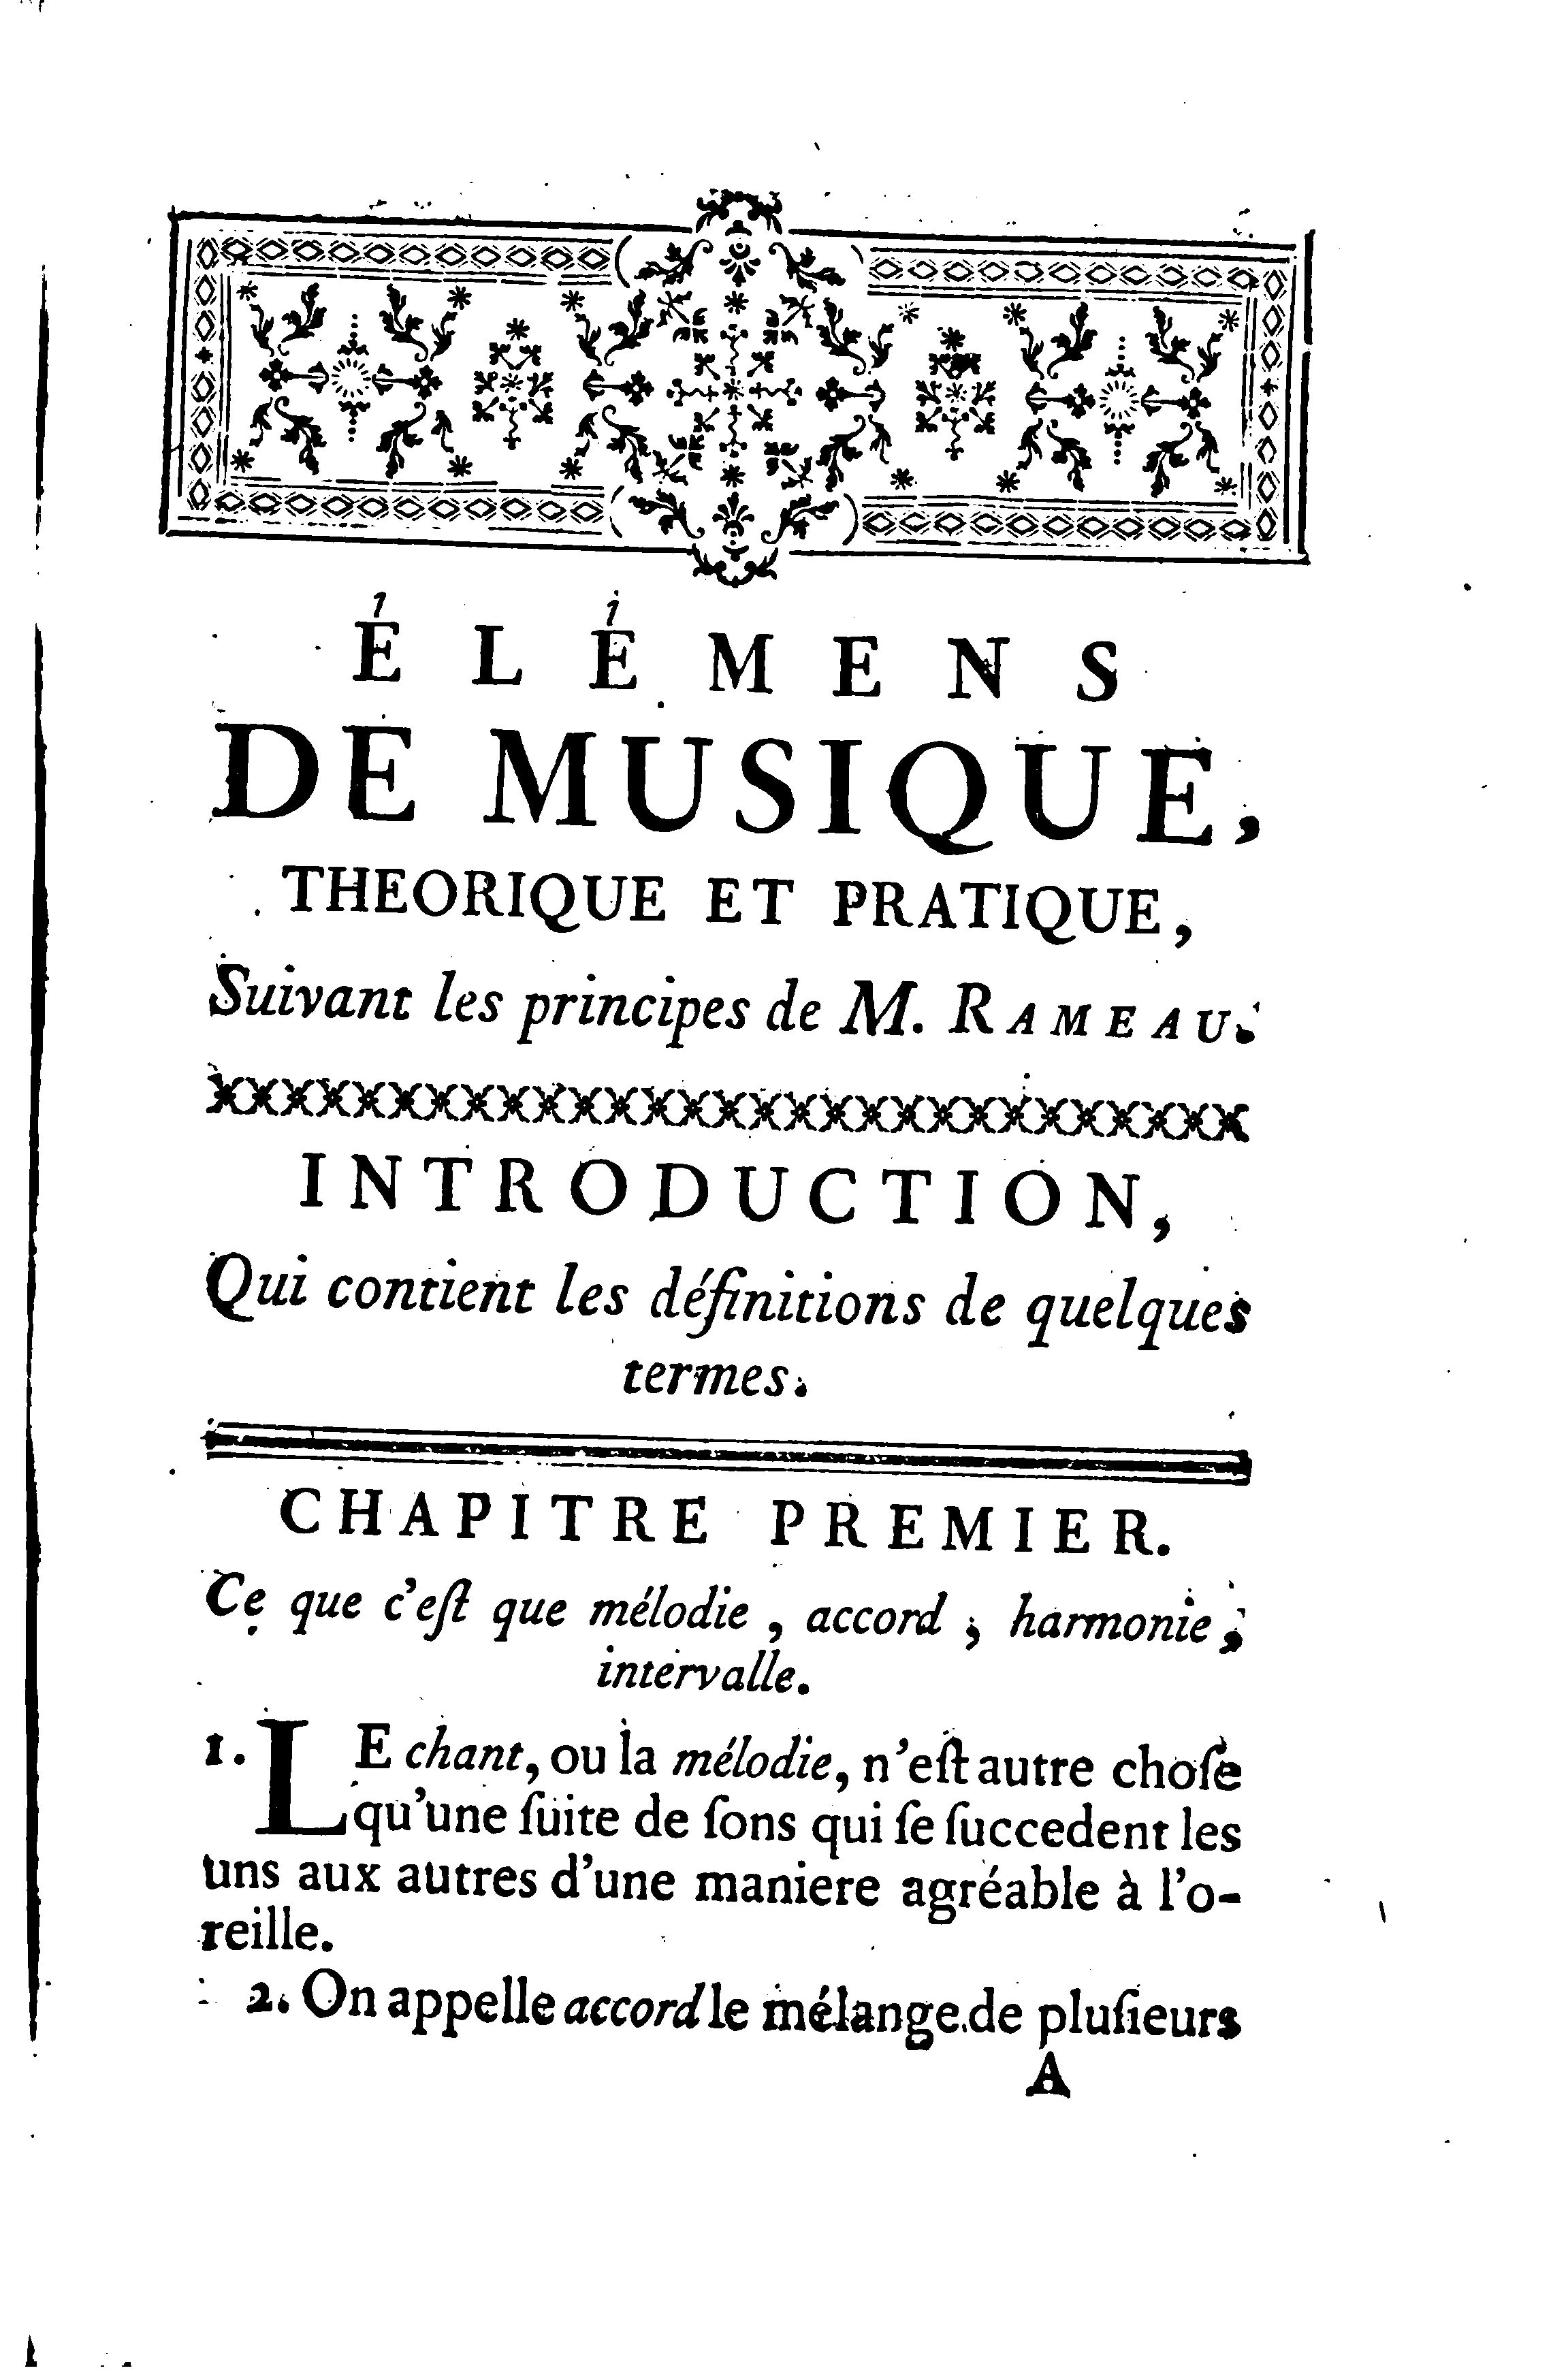 ÉLÉMENS
DE MUSIQUE,
THEORIQUE ET PRATIQUE,
Suivant les principes de M. RAMEAU.
INTRODUCTION,
Qui contient les définitions de quelques
termes.
CHAPITRE PREMIER.
Ce que c'eſt que mélodie, accord, harmonie,
intervalle.
1. LE chant, ou la mélodie, n'eſt autre choſe
qu'une ſuite de ſons qui ſe ſuccedent les
uns aux autres d'une maniere agréable à l'o-
reille.
2. On appelle accord le mélange de pluſieurs
A